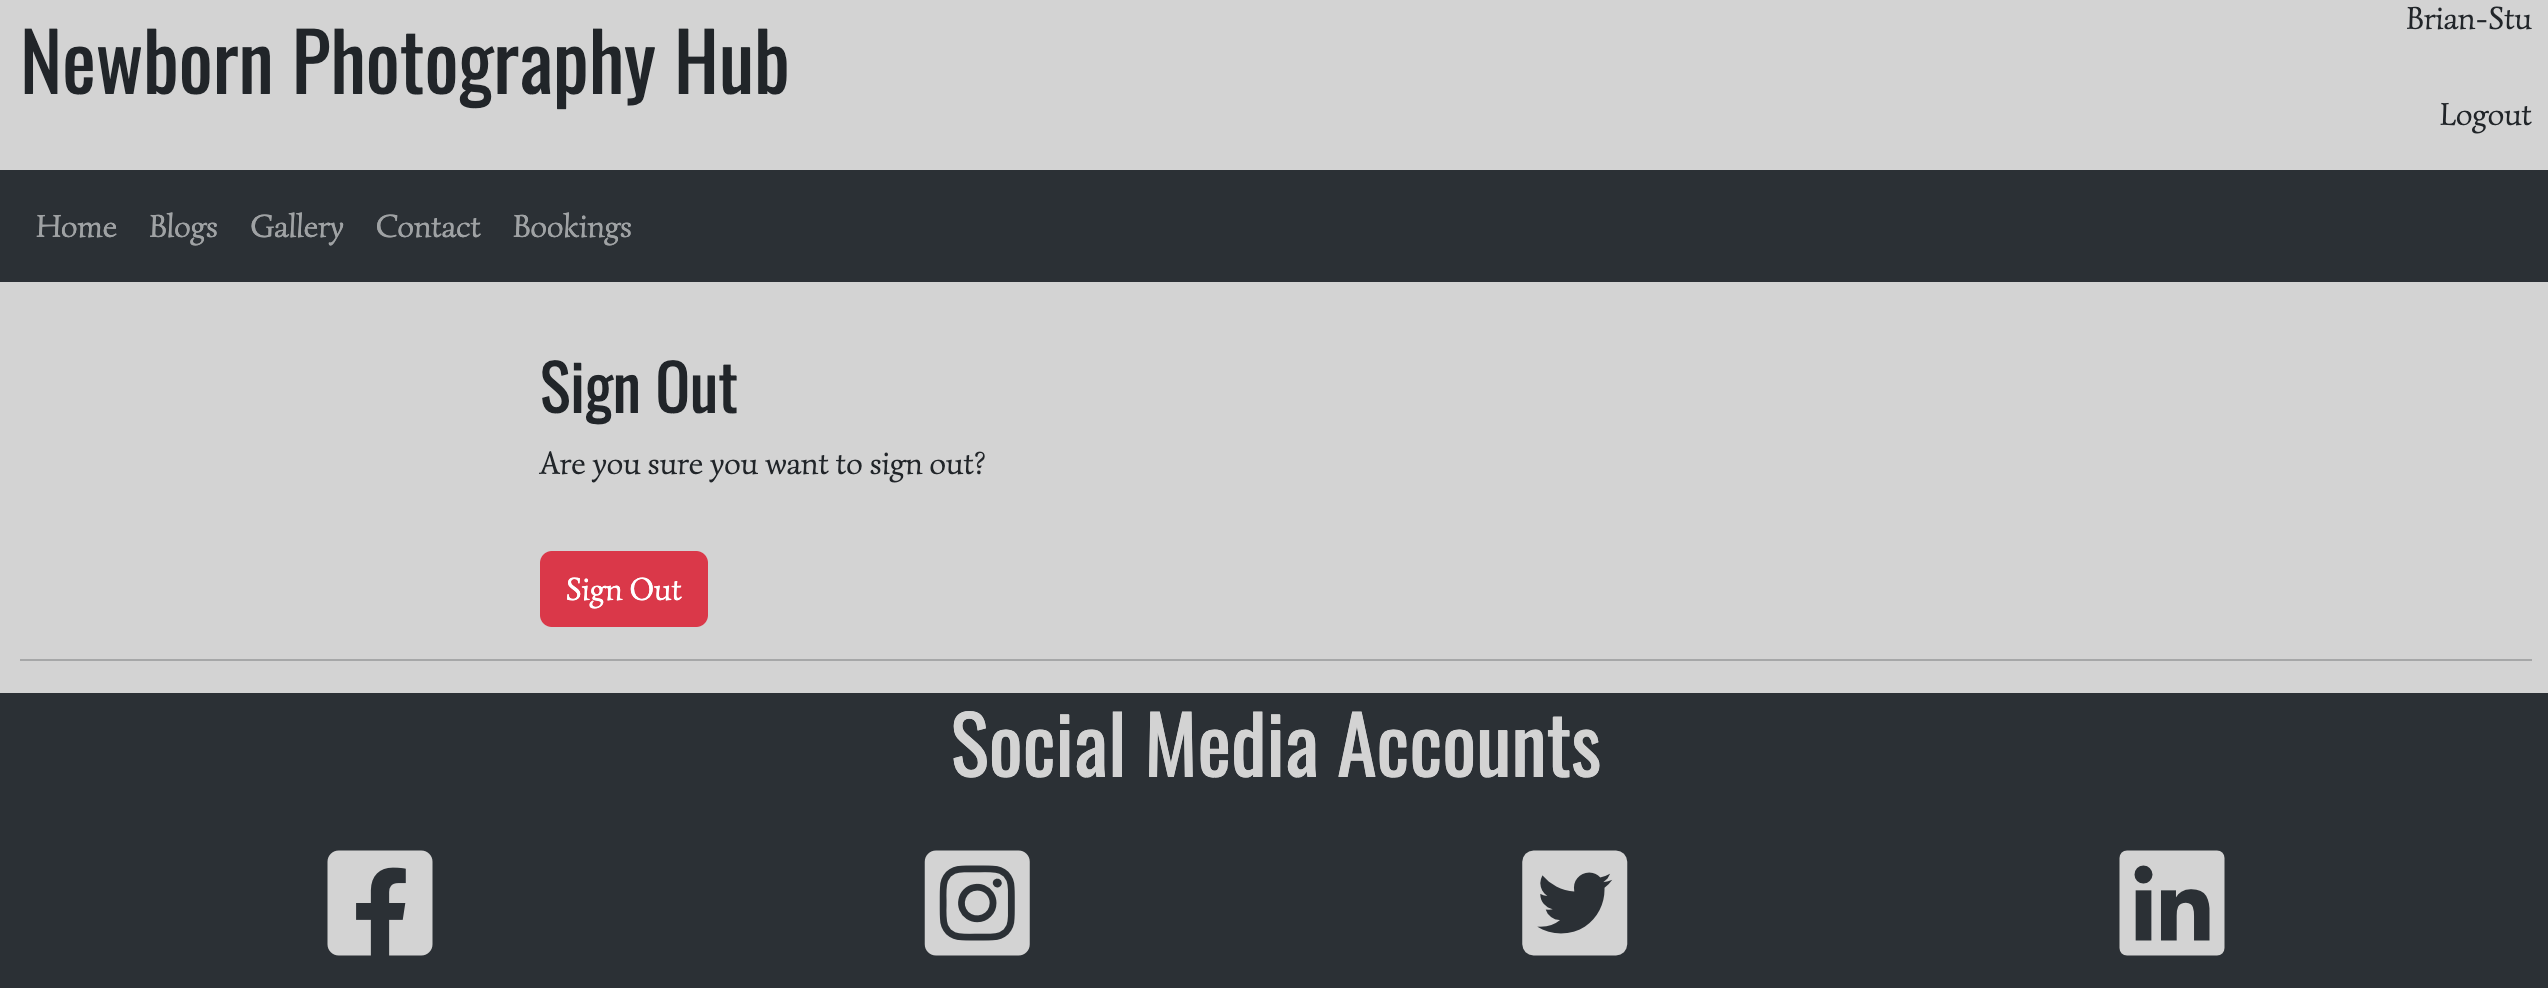 Newborn Photography Hub
Brian-Stu
Logout
Home Blogs Gallery Contact Bookings
Sign Out
Are you sure you want to sign out?
Sign Out
Social Media Accounts